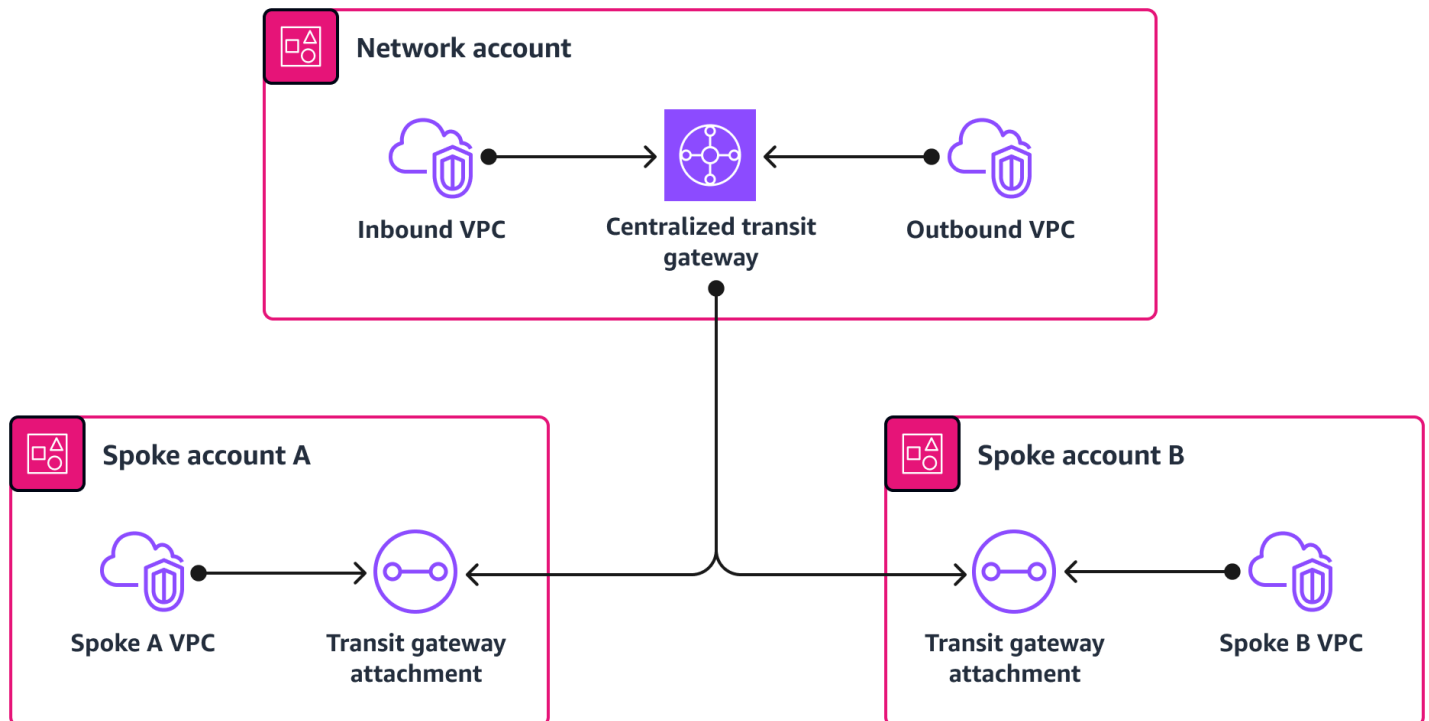 Network account
Inbound VPC
Centralized transit
gateway
Outbound VPC
Spoke account A
Spoke A VPC
Transit gateway
attachment
Spoke account B
Transit gateway
attachment
Spoke B VPC